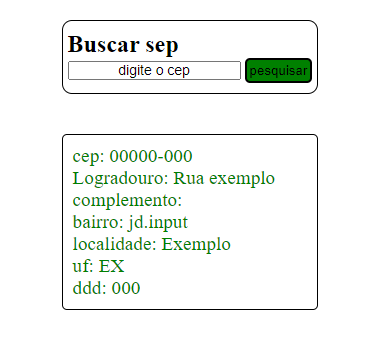 Buscar sep
digite o cep pesquisar
cep: 00000-000
Logradouro: Rua exemplo
complemento:
bairro: jd.input
localidade: Exemplo
uf: EX
ddd: 000